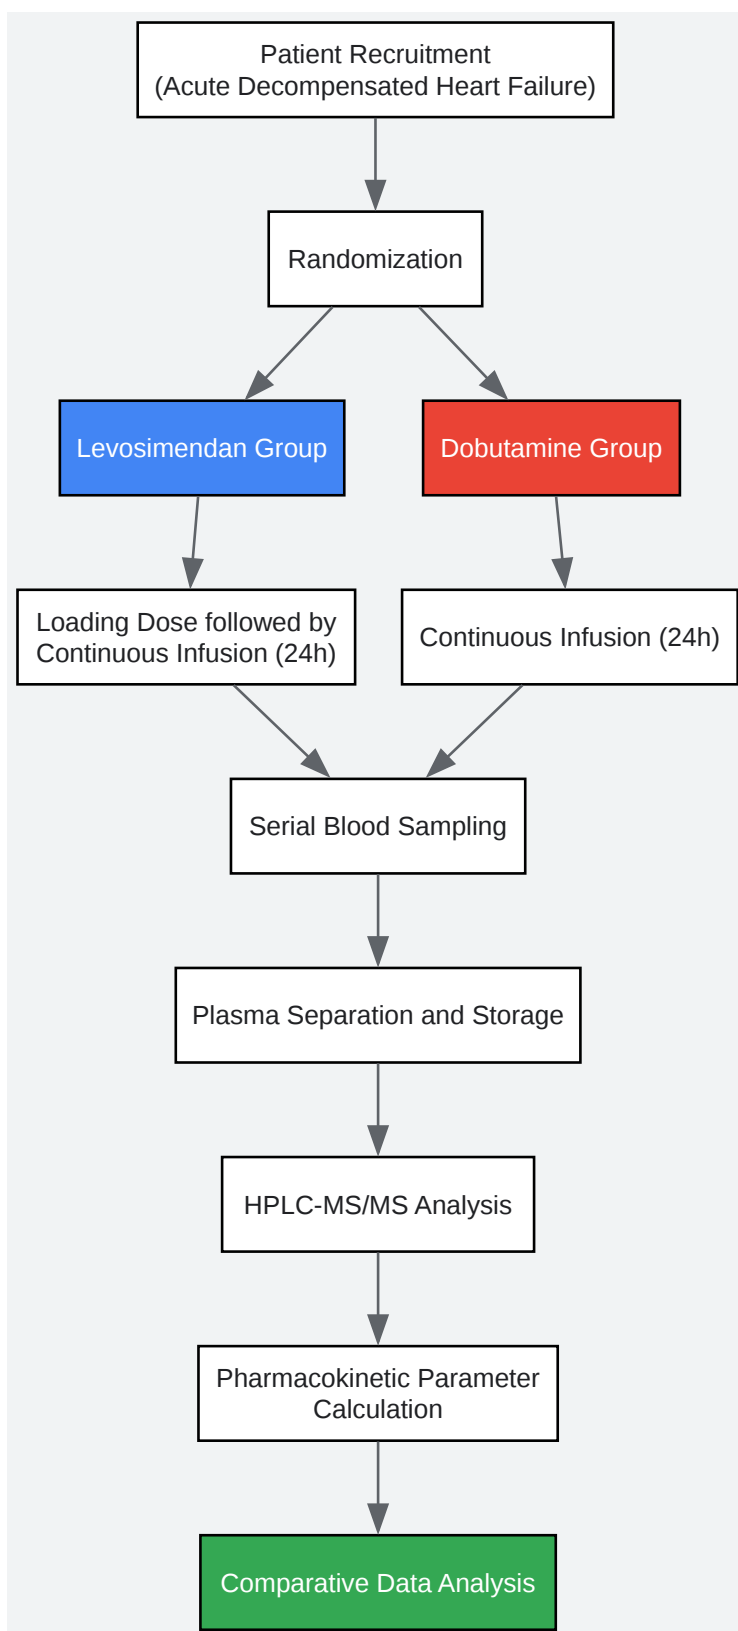 Patient Recruitment
(Acute Decompensated Heart Failure)
Randomization
Levosimendan Group
Dobutamine Group
Loading Dose followed by
Continuous Infusion (24h)
Continuous Infusion (24h)
Serial Blood Sampling
Plasma Separation and Storage
HPLC-MS/MS Analysis
Pharmacokinetic Parameter
Calculation
Comparative Data Analysis